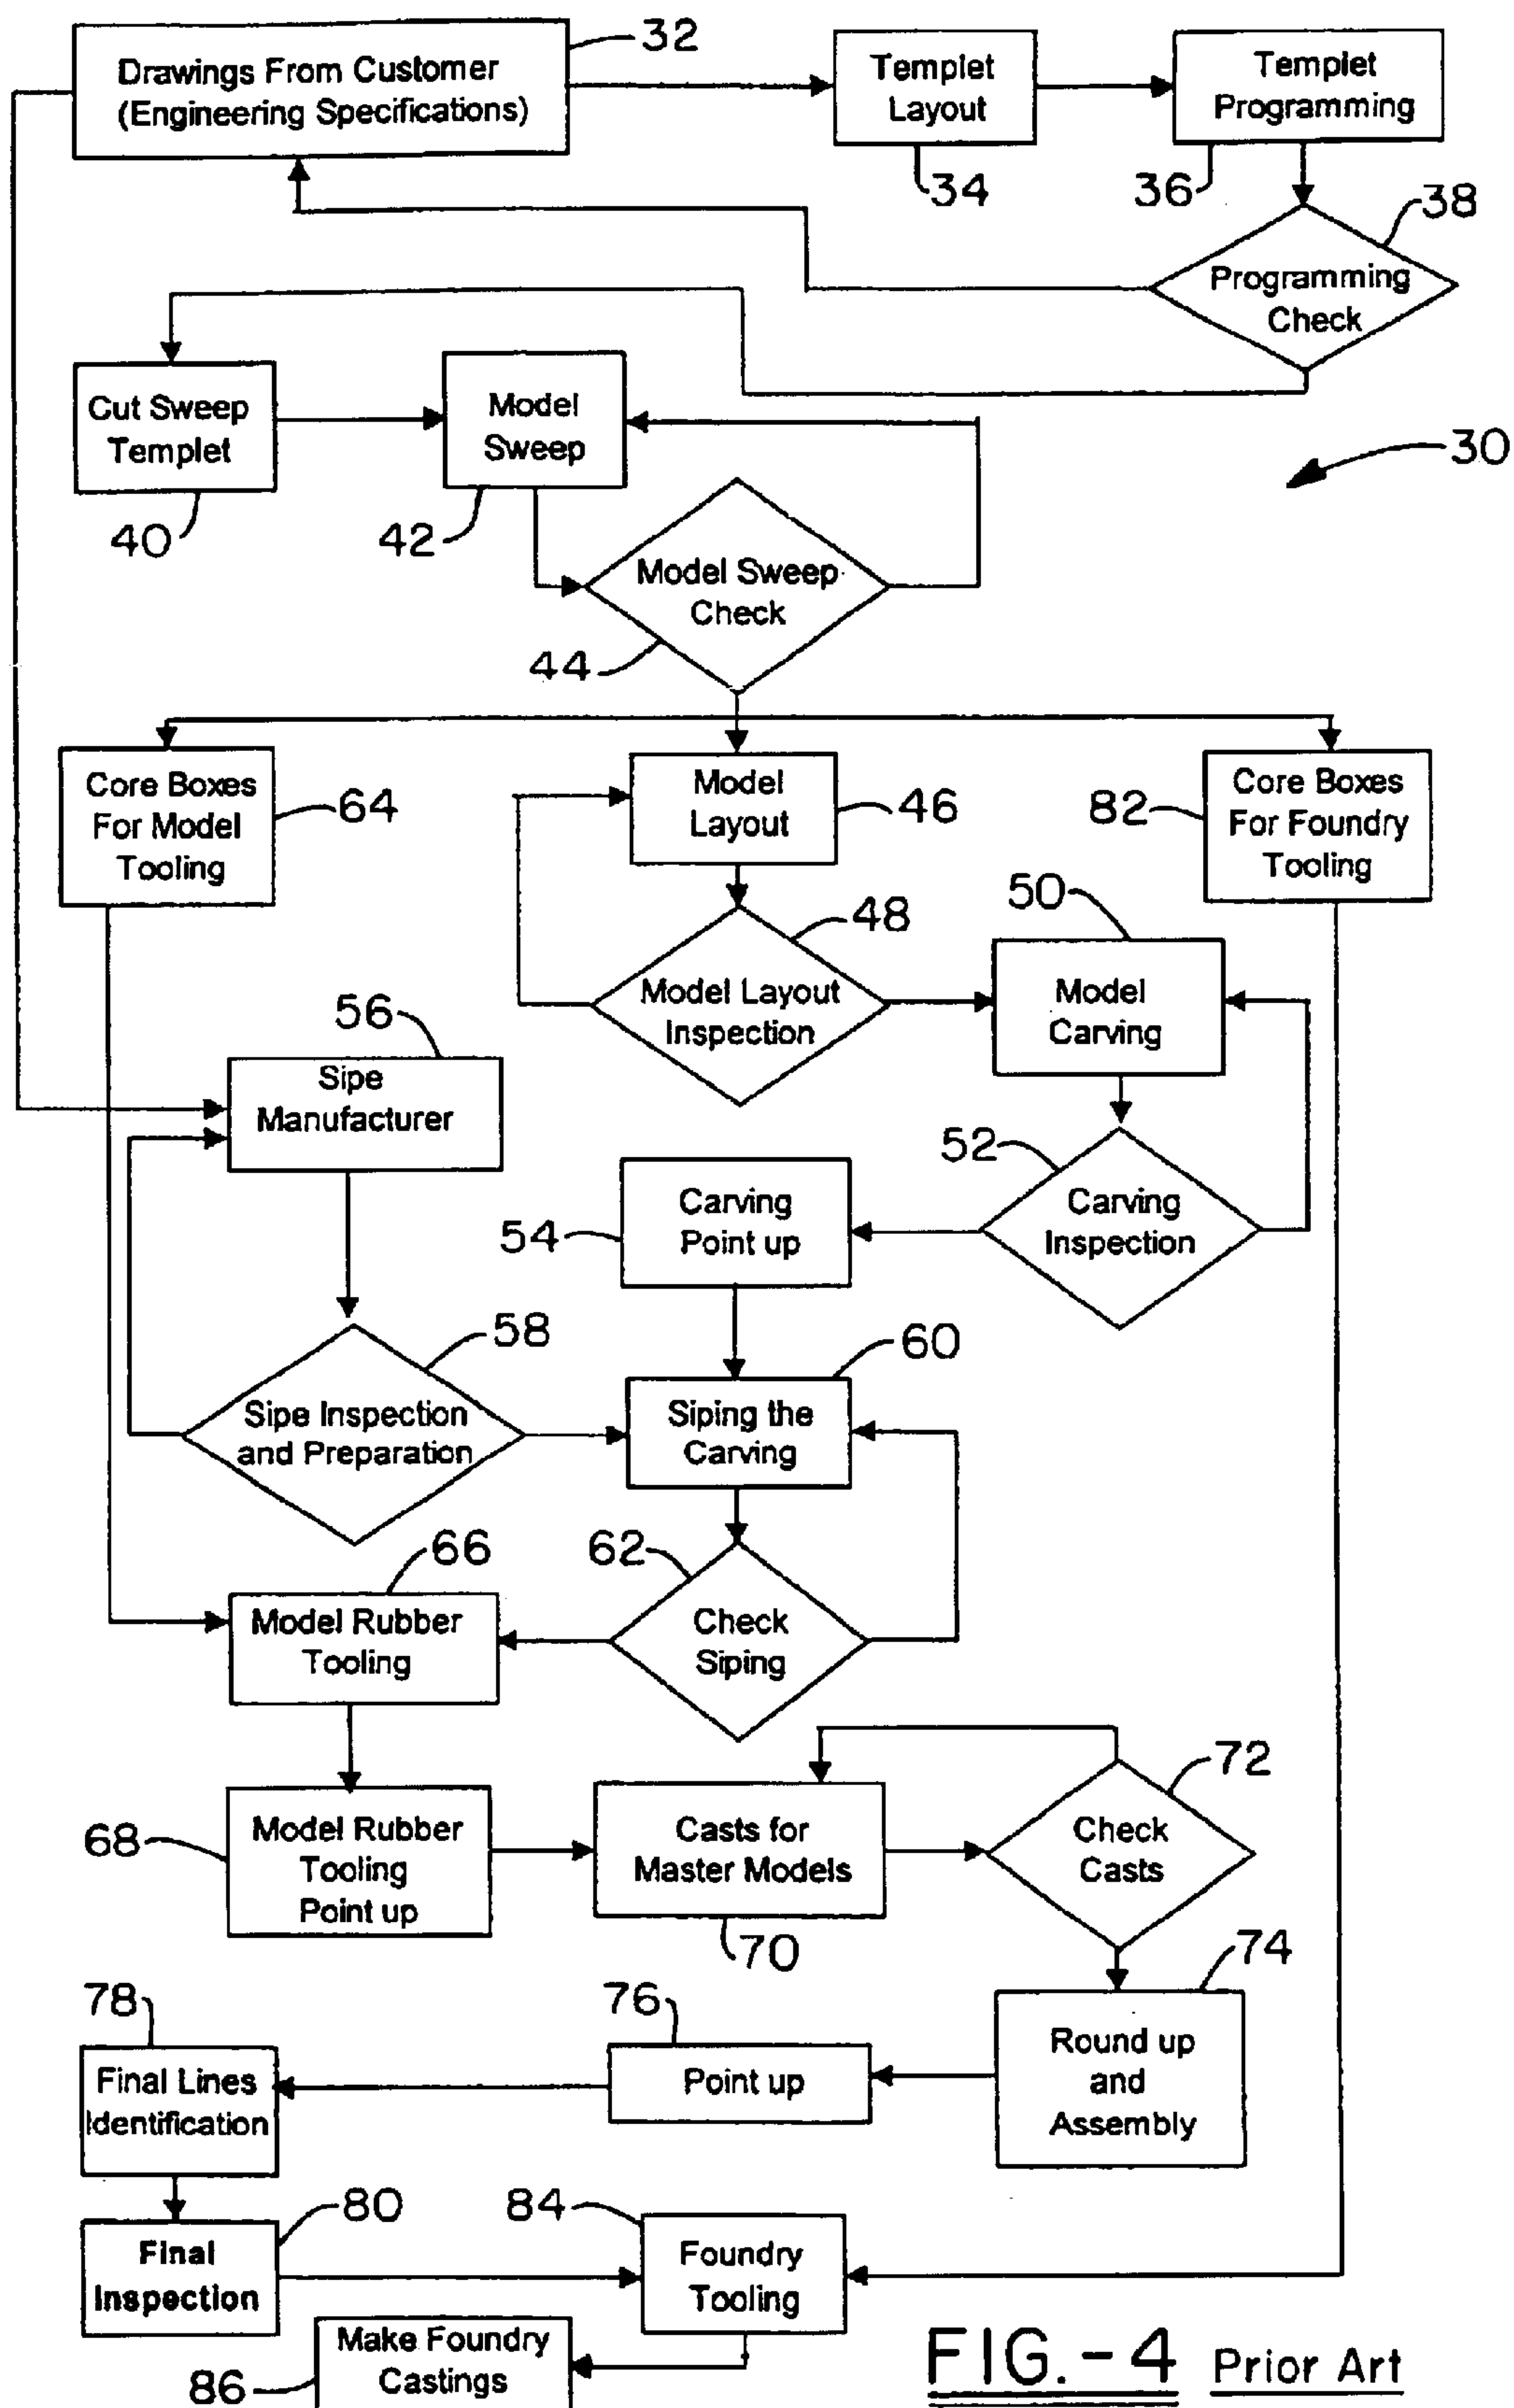 32
Drawings From Customer
(Engineering Specifications)
Templet
Layout
Templet
Programming
34
36
38
Programming
Check
Cut Sweep
Templet
Model
Sweep
30
40
42
Model Sweep
Check
44
Core Boxes
For Model
Tooling
64
Model
Layout
46
82
Core Boxes
For Foundry
Tooling
50
48
Model Layout
Inspection
Model
Carving
56
Sipe
Manufacturer
52
Carving
Inspection
54
Carving
Point up
58
60
Sipe Inspection
and Preparation
Siping the
Carving
66
62
Model Rubber
Tooling
Check
Siping
72
68
Model Rubber
Tooling
Point up
Casts for
Master Models
Check
Casts
70
74
78
76
Final Lines
Identification
Point up
Round up
and
Assembly
80
84
Final
Inspection
Foundry
Tooling
Make Foundry
Castings
86
FIG.-4 Prior Art